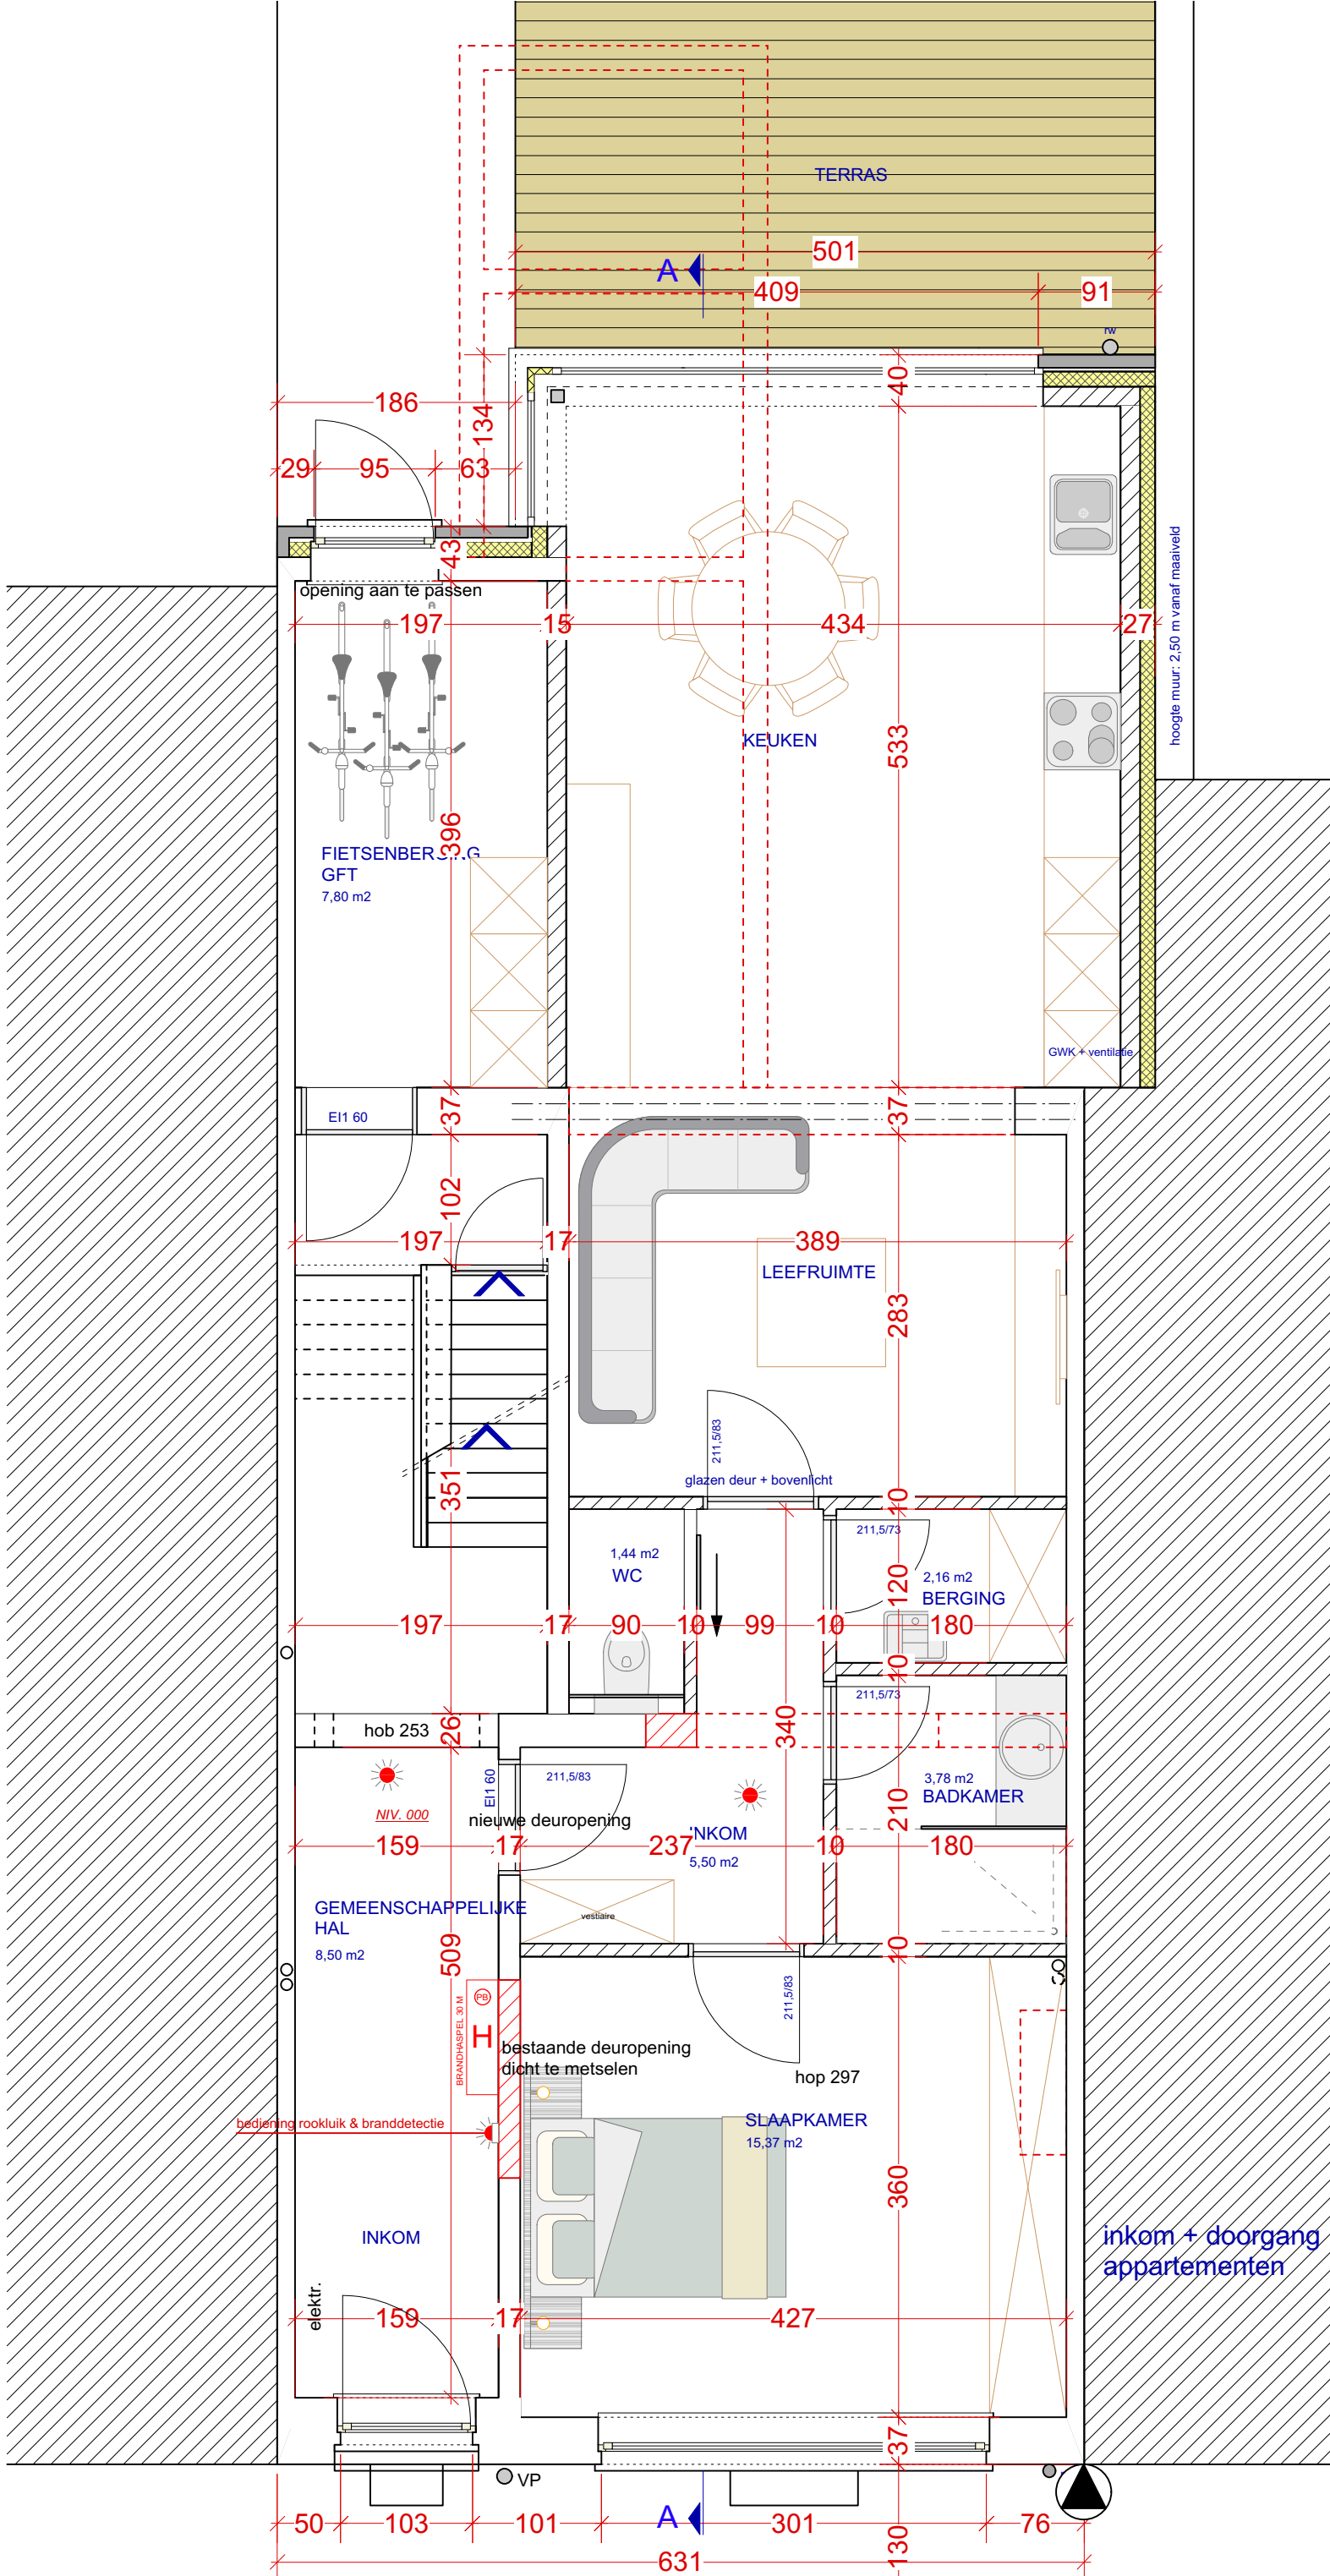 TERRAS
501
A
409
91
rw
40
186
134
29
95
63
43
opening aan te passen
197
15
434
27
hoogte muur: 2,50 m vanaf maaiveld
KEUKEN
533
396
GFT
7,80 m2
GWK + ventilatie
EI1 60
37
37
102
197
17
389
LEEFRUIMTE
283
211,5/83
glazen deur + bovenlicht
351
10
211,5/73
1,44 m2
WC
120
2,16 m2
BERGING
197
17
90
10
99
10
180
10
211,5/73
340
hob 253
26
EI1 60
211,5/83
3,78 m2
BADKAMER
NIV. 000
nieuwe deuropening
210
INKOM
159
17
237
10
180
5,50 m2
GEMEENSCHAPPELIJKE
HAL
8,50 m2
vestiaire
509
10
BRANDHASPEL 30 M
PB
H
211,5/83
bestaande deuropening
dicht te metselen
hop 297
SLAAPKAMER
15,37 m2
bediening rookluik & branddetectie
360
INKOM
inkom + doorgang
appartementen
elektr.
159
17
427
37
VP
50
103
101
A
301
76
130
631